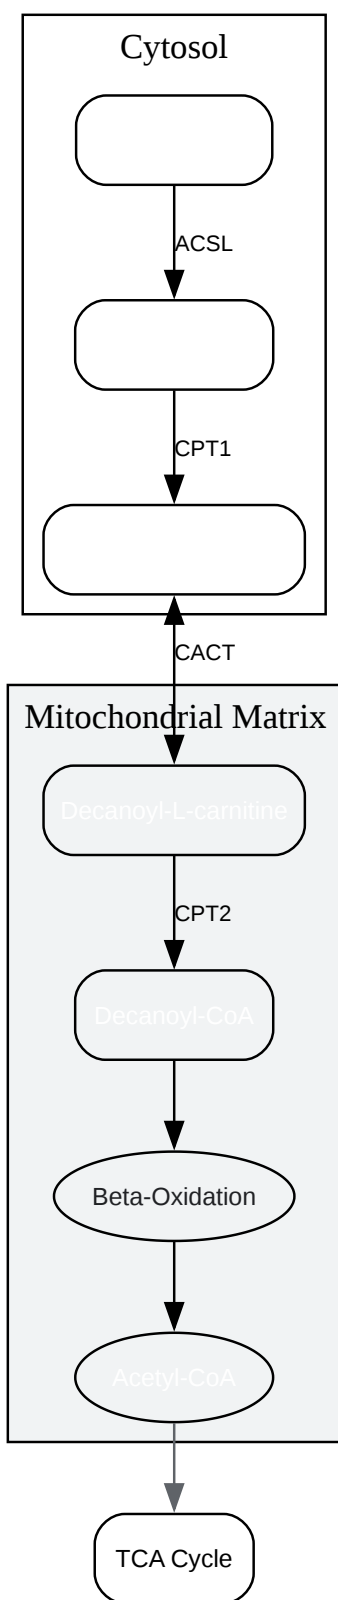 Cytosol
ACSL
CPT1
CACT
Mitochondrial Matrix
Decanoyl-L-carnitine
CPT2
Decanoyl-CoA
Beta-Oxidation
Acetyl-CoA
TCA Cycle